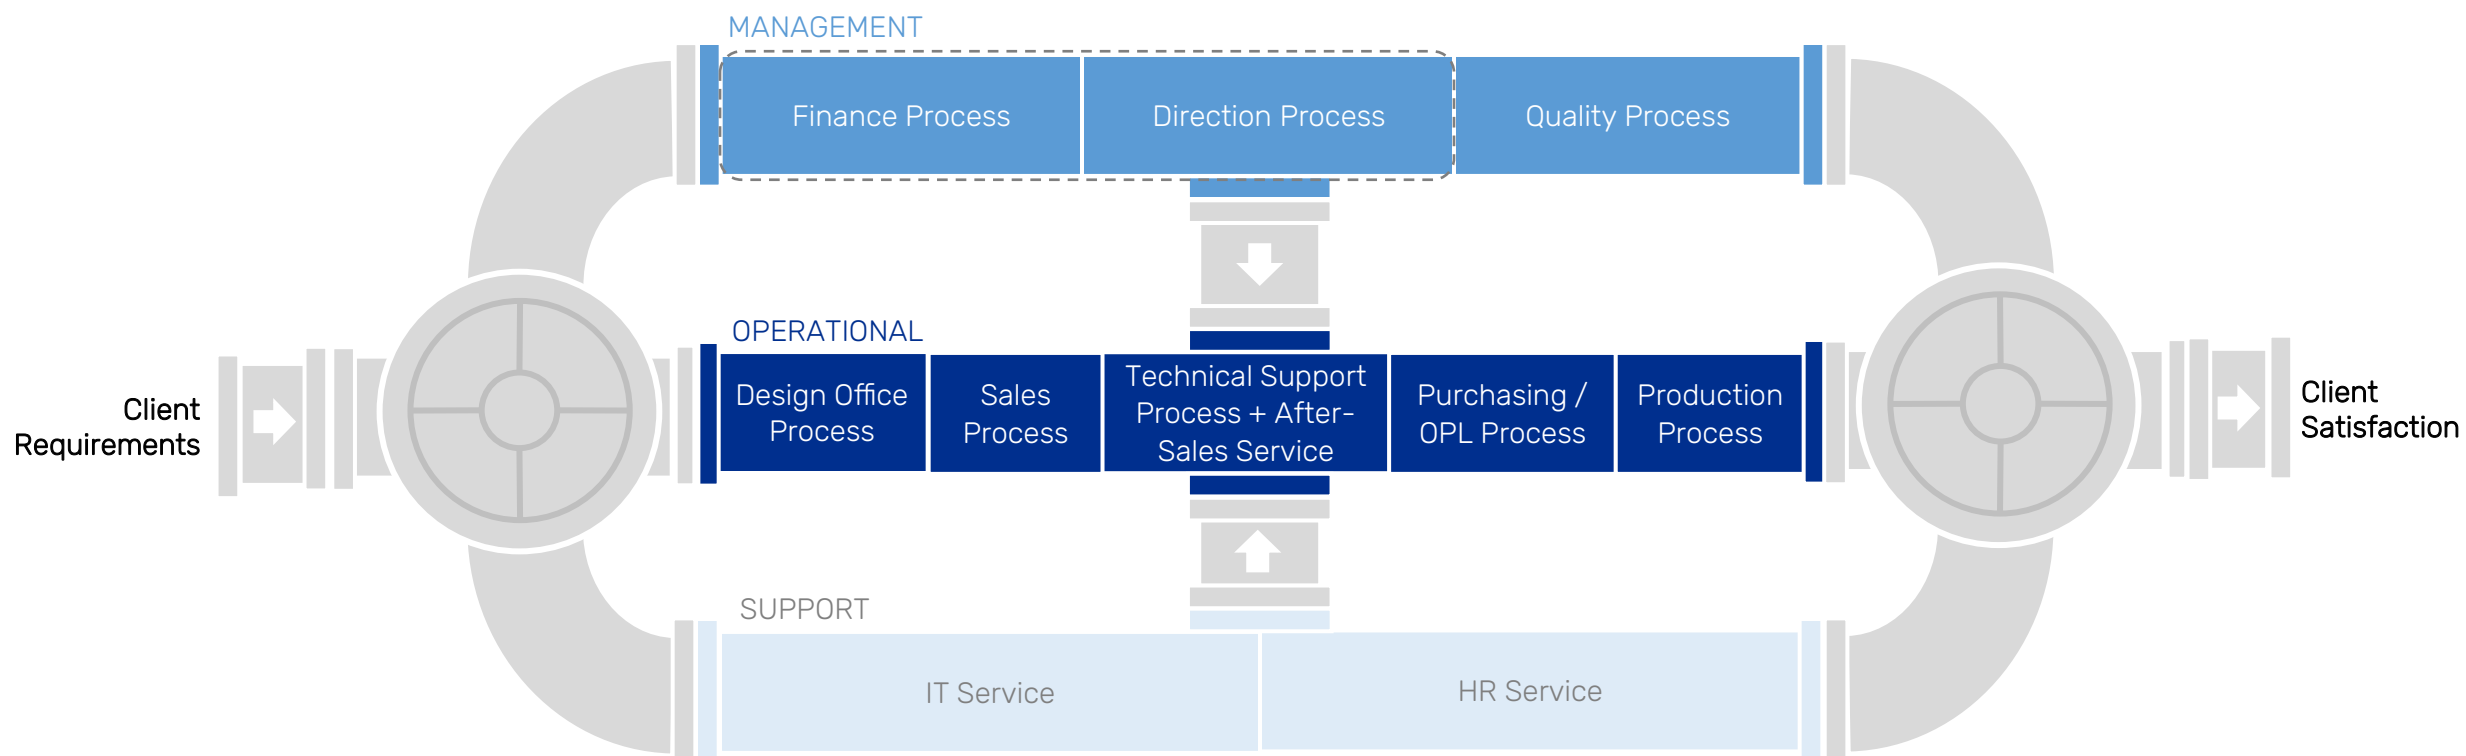 MANAGEMENT
Finance Process
Direction Process
Quality Process
OPERATIONAL
Client
Requirements
Design Office
Process
Sales
Process
Technical Support
Process + After-
Sales Service
Purchasing /
OPL Process
Production
Process
Client
Satisfaction
SUPPORT
IT Service
HR Service